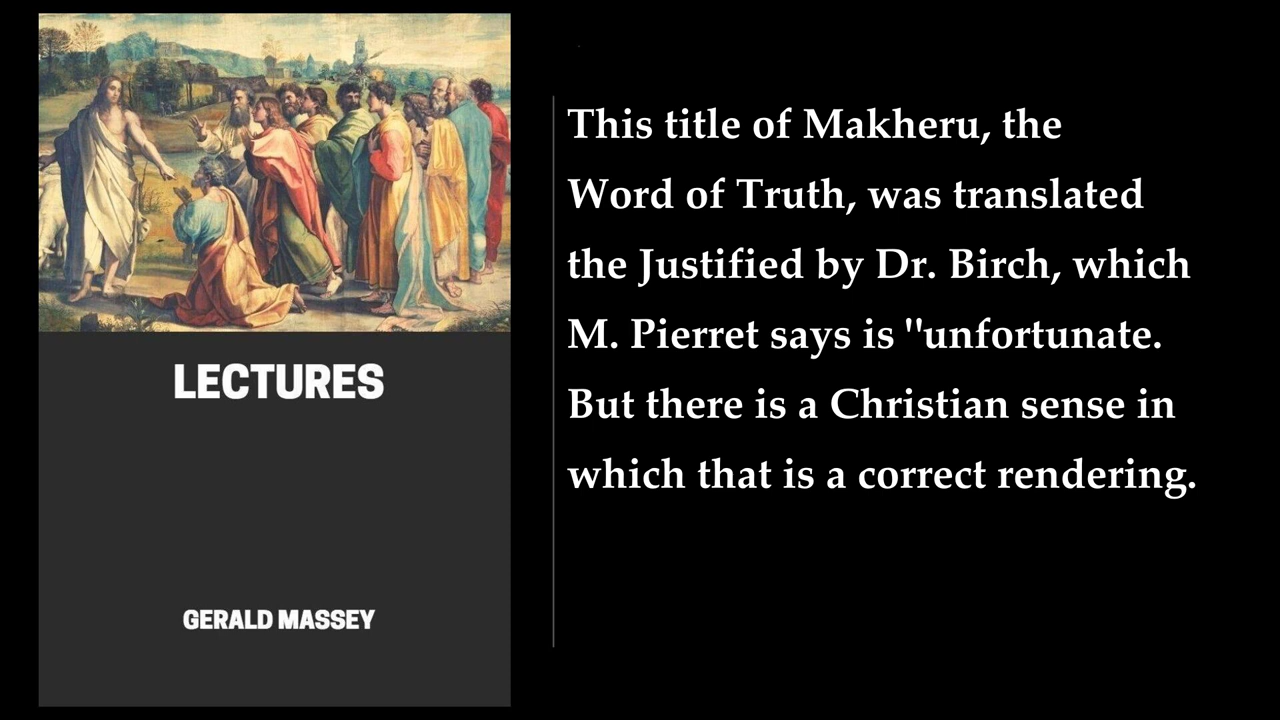 LECTURES
GERALD MASSEY
This title of Makheru, the
Word of Truth, was translated
the Justified by Dr. Birch, which
M. Pierret says is "unfortunate.
But there is a Christian sense in
which that is a correct rendering.